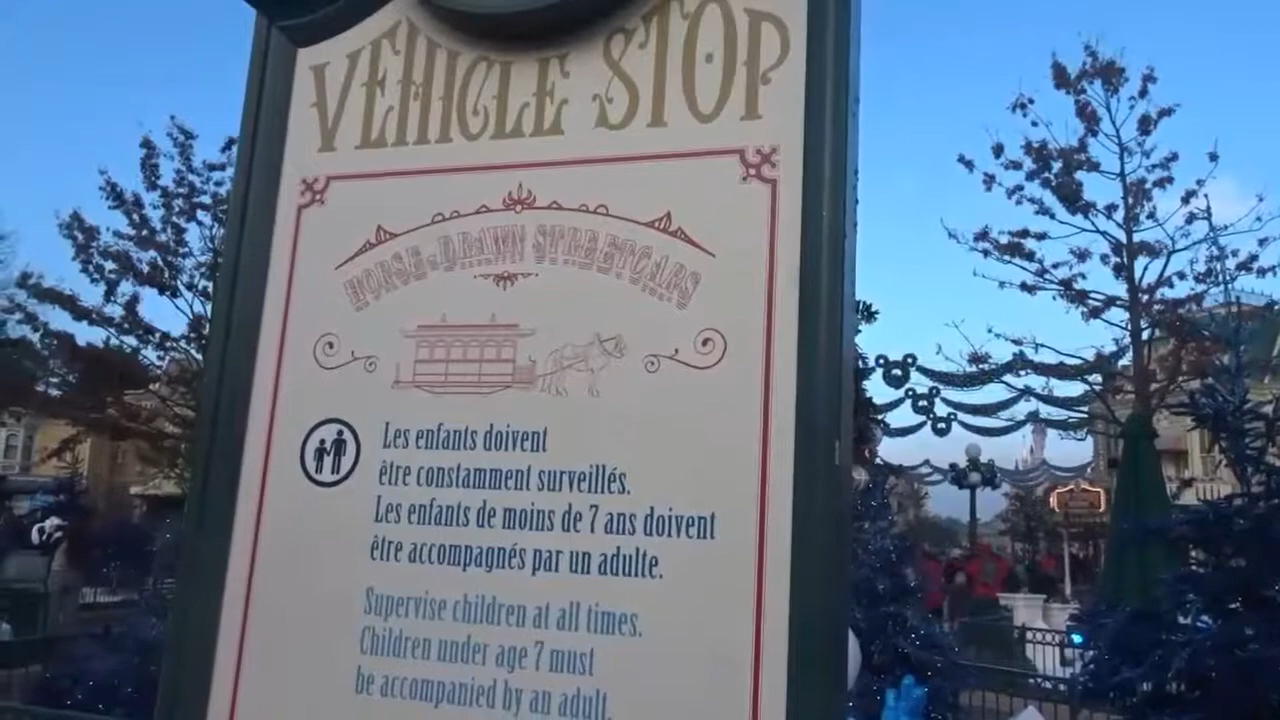 VEHICLE STOP
HORSE-DRAWN STREETCARS
Les enfants doivent
être constamment surveillés.
Les enfants de moins de 7 ans doivent
être accompagnés par un adulte.
Supervise children at all times.
Children under age 7 must
be accompanied by an adult.